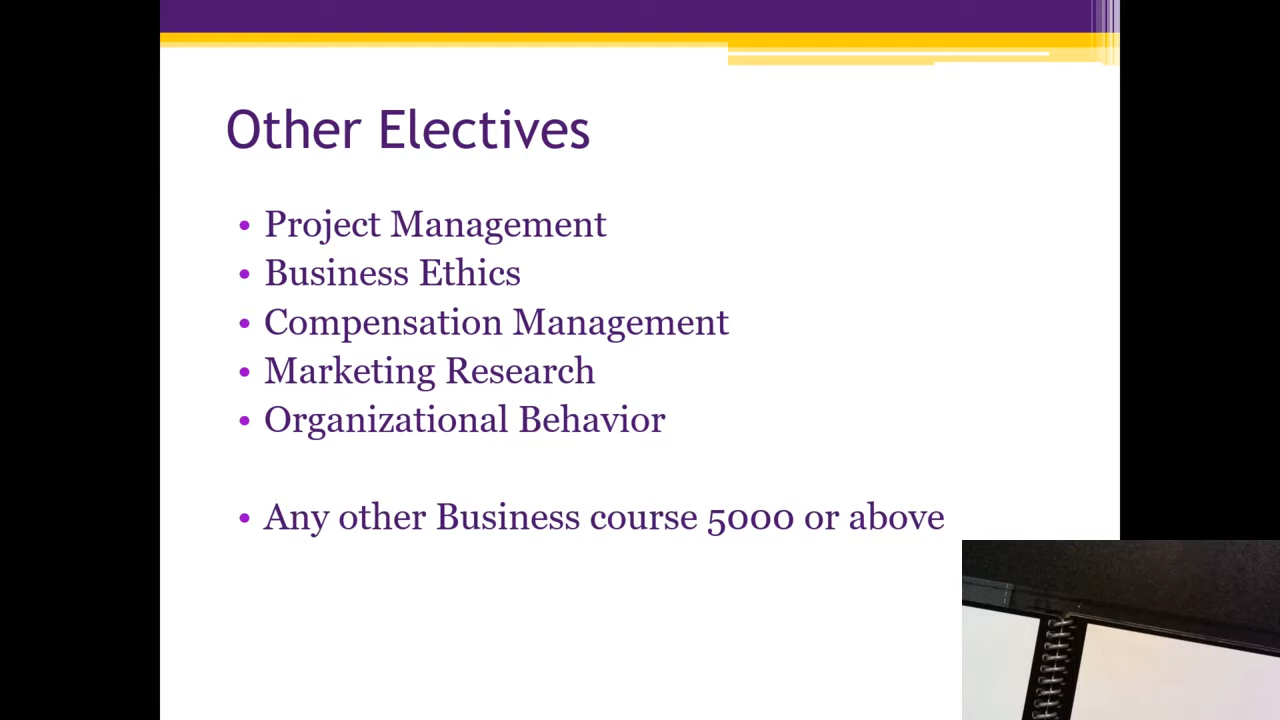 Other Electives
• Project Management
• Business Ethics
• Compensation Management
• Marketing Research
• Organizational Behavior
• Any other Business course 5000 or above